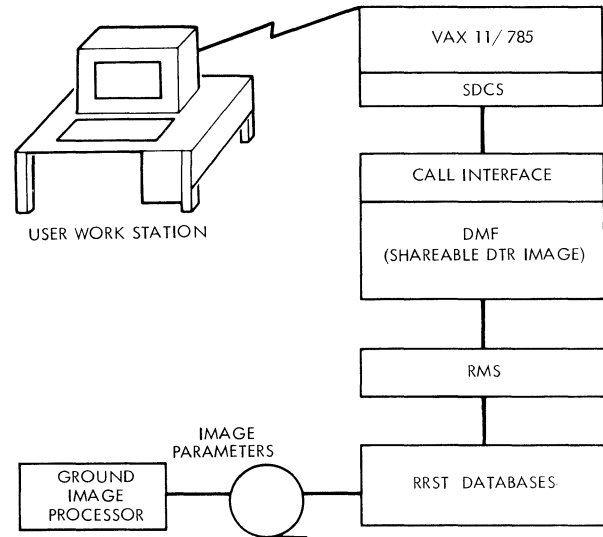 VAX 11/785
SDCS
CALL INTERFACE
USER WORK STATION
DMF
(SHAREABLE DTR IMAGE)
RMS
IMAGE
PARAMETERS
GROUND
IMAGE
PROCESSOR
RRST DATABASES